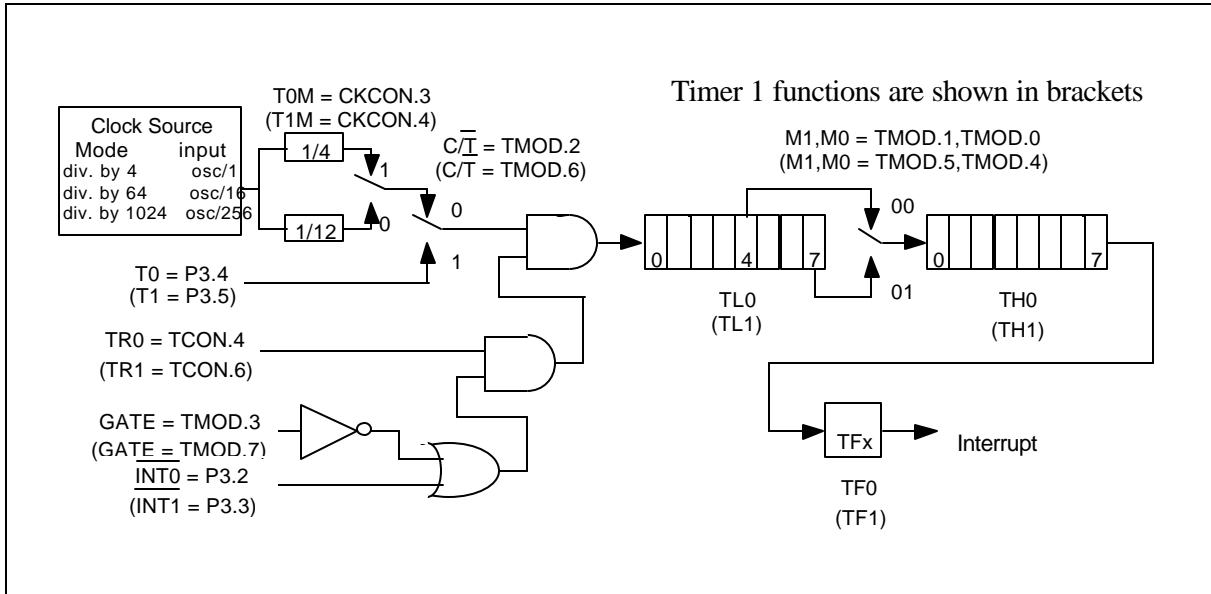 Timer 1 functions are shown in brackets
T0M = CKCON.3
(T1M = CKCON.4)
Clock Source
Mode input
div. by 4 osc/1
div. by 64 osc/16
div. by 1024 osc/256
1/4
1/12
1
0
C/T = TMOD.2
(C/T = TMOD.6)
0
1
T0 = P3.4
(T1 = P3.5)
TR0 = TCON.4
(TR1 = TCON.6)
GATE = TMOD.3
(GATE = TMOD.7)
INT0 = P3.2
(INT1 = P3.3)
M1,M0 = TMOD.1,TMOD.0
(M1,M0 = TMOD.5,TMOD.4)
0 4 7
TL0
(TL1)
00
01
0 7
TH0
(TH1)
TFx
Interrupt
TF0
(TF1)